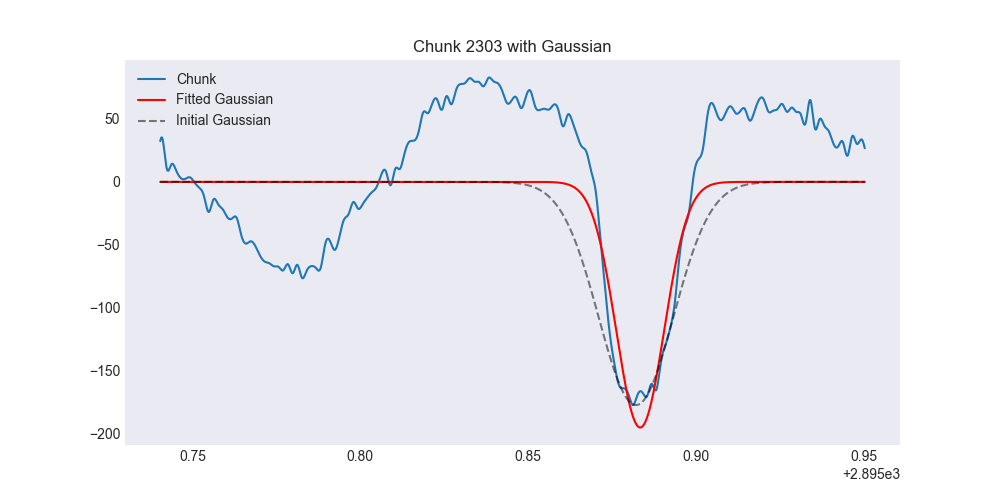 Chunk 2303 with Gaussian
Chunk
Fitted Gaussian
Initial Gaussian
50
0
−50
−100
−150
−200
0.75 0.80 0.85 0.90 0.95
+2.895e3